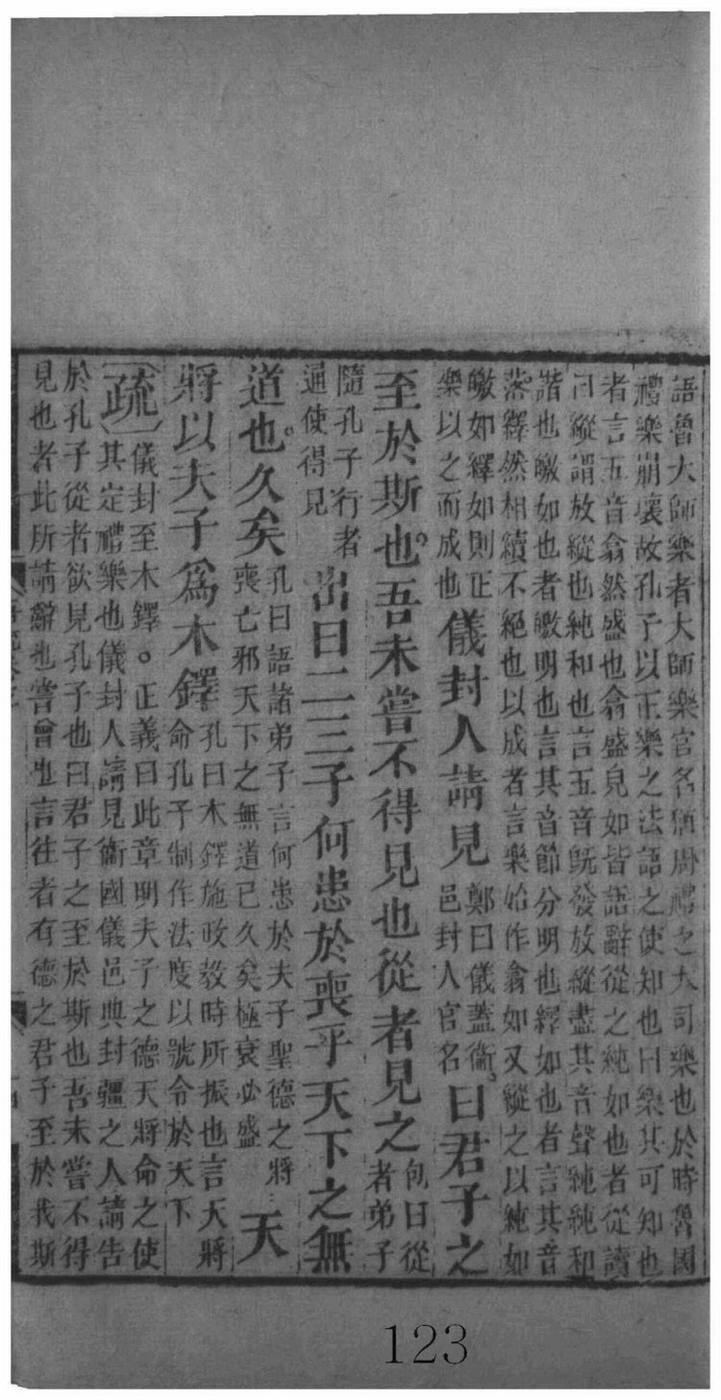 語魯大師樂者大師樂官名猶周禮之大司樂也於時魯國
禮樂崩壞故孔子以正樂之法語之使知也曰樂其可知也
者言五音翕然盛也翕盛皃如皆語辭從之純如也者從讀
曰縱謂放縱也純和也言五音旣發放縱盡其音聲純純和
諧也皦如也者皦明也言其音節分明也繹如也者言其音
落繹然相續不絕也以成者言樂始作翕如又縱之以純如
皦如繹如則正
樂以之而成也
儀封人請見
鄭曰儀蓋衞
邑封人官名
曰君子之
至於斯也吾未嘗不得見也從者見之
包曰從
者弟子
隨孔子行者
通使得見
出曰二三子何患於喪乎天下之無
道也久矣
孔曰語諸弟子言何患於夫子聖德之將
喪亡邪天下之無道已久矣極衰必盛
天
將以夫子爲木鐸
孔曰木鐸施政教時所振也言天將
命孔子制作法度以號令於天下
疏
儀封至木鐸。正義曰此章明夫子之德天將命之使
其定禮樂也儀封人請見衞國儀邑典封疆之人請告
於孔子從者欲見孔子也曰君子之至於斯也吾未嘗不得
見也者此所請辭也嘗曾也言往者有德之君子至於我斯
123